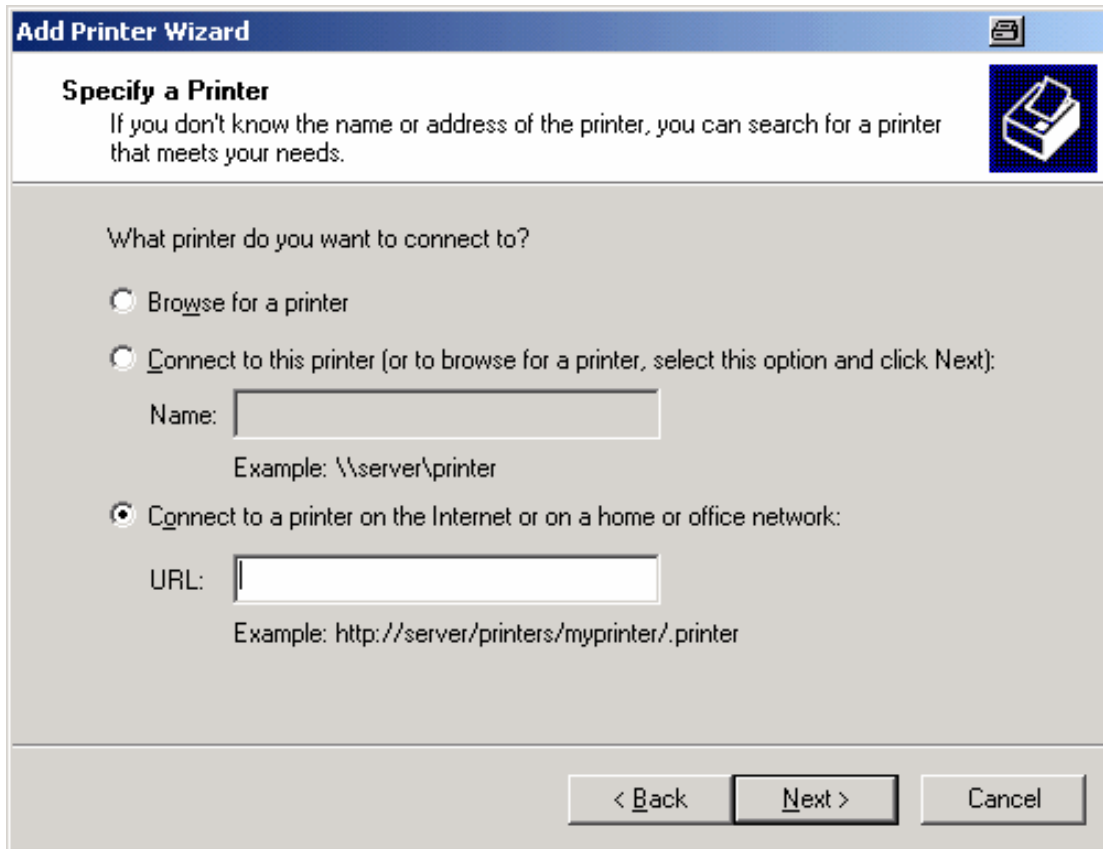 Add Printer Wizard
Specify a Printer
If you don't know the name or address of the printer, you can search for a printer
that meets your needs.
What printer do you want to connect to?
Browse for a printer
Connect to this printer (or to browse for a printer, select this option and click Next):
Name:
Example: \\server\printer
Connect to a printer on the Internet or on a home or office network:
URL:
Example: http://server/printers/myprinter/.printer
< Back
Next >
Cancel